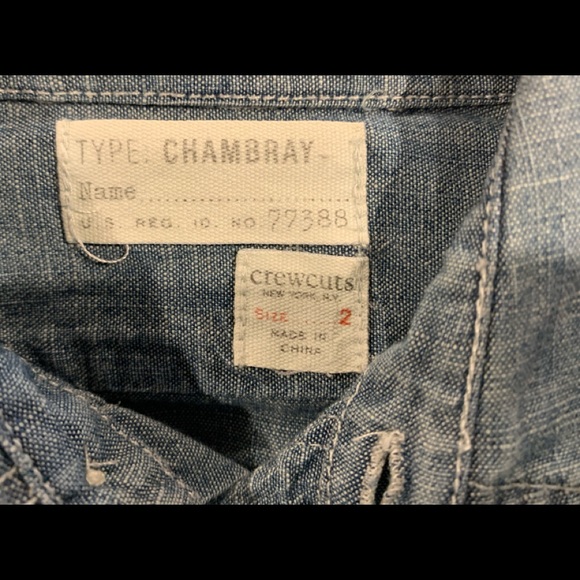 TYPE: CHAMBRAY-
Name....................
U.S REG. ID. NO 77388
crewcuts
NEW YORK, N.Y.
SIZE 2
MADE IN
CHINA